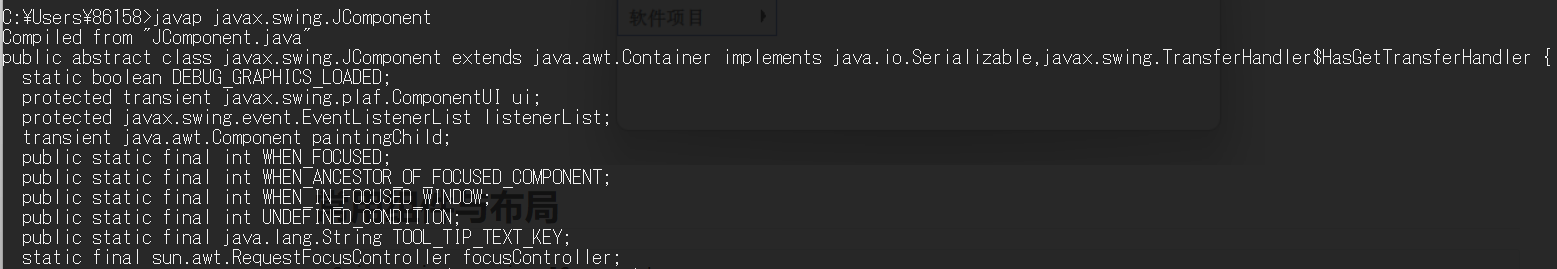 C:¥Users¥86158>javap javax.swing.JComponent
Compiled from "JComponent.java"
public abstract class javax.swing.JComponent extends java.awt.Container implements java.io.Serializable,javax.swing.TransferHandler$HasGetTransferHandler {
  static boolean DEBUG_GRAPHICS_LOADED;
  protected transient javax.swing.plaf.ComponentUI ui;
  protected javax.swing.event.EventListenerList listenerList;
  transient java.awt.Component paintingChild;
  public static final int WHEN_FOCUSED;
  public static final int WHEN_ANCESTOR_OF_FOCUSED_COMPONENT;
  public static final int WHEN_IN_FOCUSED_WINDOW;
  public static final int UNDEFINED_CONDITION;
  public static final java.lang.String TOOL_TIP_TEXT_KEY;
  static final sun.awt.RequestFocusController focusController;
软件项目
与布局